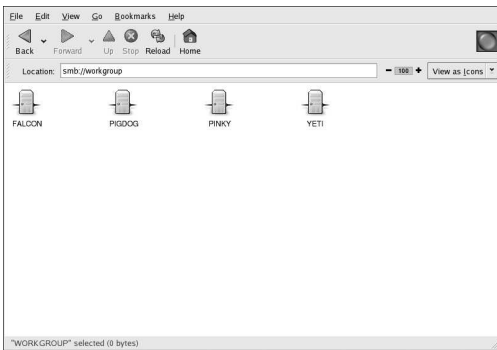 File Edit View Go Bookmarks Help
Back Forward Up Stop Reload Home
Location: smb://workgroup 100 View as Icons
FALCON PIGDOG PINKY YETI
"WORKGROUP" selected (0 bytes)